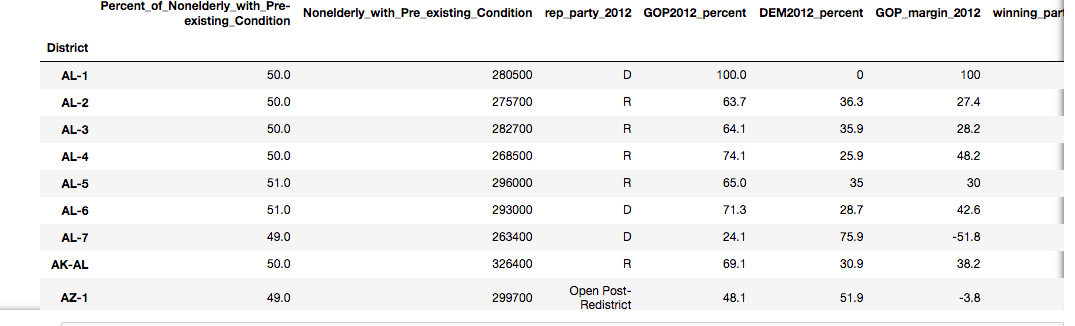 Percent_of_Nonelderly_with_Pre-
existing_Condition Nonelderly_with_Pre_existing_Condition rep_party_2012 GOP2012_percent DEM2012_percent GOP_margin_2012 winning_par
District
AL-1 50.0 280500 D 100.0 0 100
AL-2 50.0 275700 R 63.7 36.3 27.4
AL-3 50.0 282700 R 64.1 35.9 28.2
AL-4 50.0 268500 R 74.1 25.9 48.2
AL-5 51.0 296000 R 65.0 35 30
AL-6 51.0 293000 D 71.3 28.7 42.6
AL-7 49.0 263400 D 24.1 75.9 -51.8
AK-AL 50.0 326400 R 69.1 30.9 38.2
AZ-1 49.0 299700 Open Post-
Redistrict 48.1 51.9 -3.8